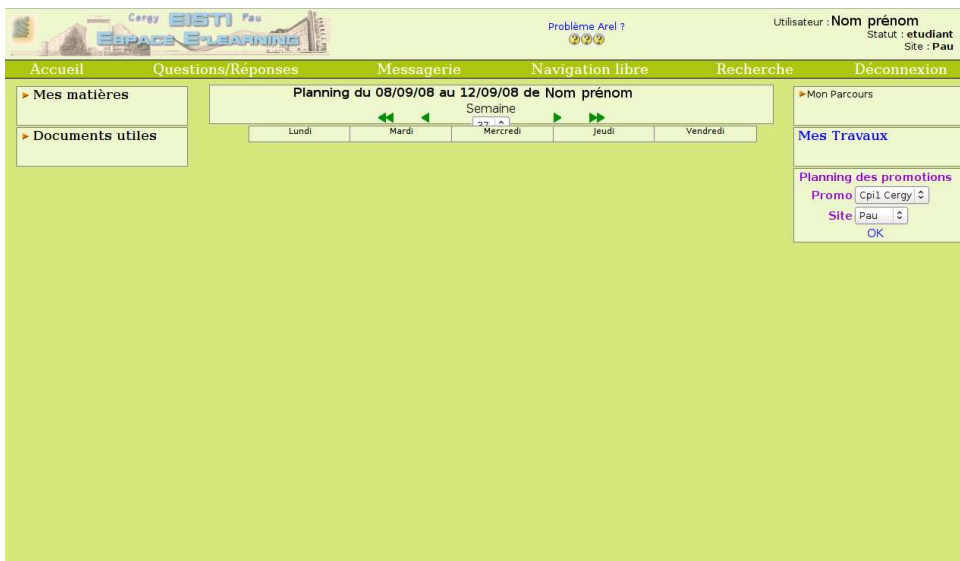 Cergy EISTI Pau
ESPACE E-LEARNING
Problème Arel ?
???
Utilisateur : Nom prénom
Statut : etudiant
Site : Pau
Accueil Questions/Réponses Messagerie Navigation libre Recherche Déconnexion
Mes matières
Documents utiles
Planning du 08/09/08 au 12/09/08 de Nom prénom
Semaine
37
Lundi Mardi Mercredi Jeudi Vendredi
Mon Parcours
Mes Travaux
Planning des promotions
Promo Cpi1 Cergy
Site Pau
OK